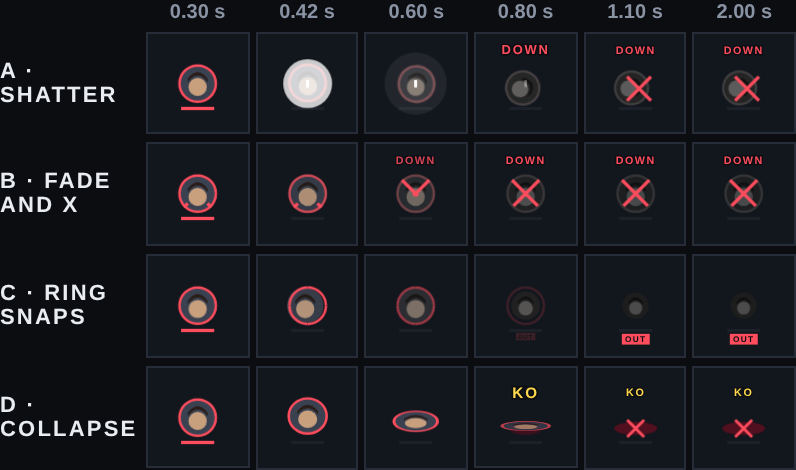 0.30 s 0.42 s 0.60 s 0.80 s 1.10 s 2.00 s
A ·
SHATTER
DOWN DOWN DOWN
B · FADE
AND X
DOWN DOWN DOWN DOWN
C · RING
SNAPS
OUT OUT OUT
D ·
COLLAPSE
KO KO KO